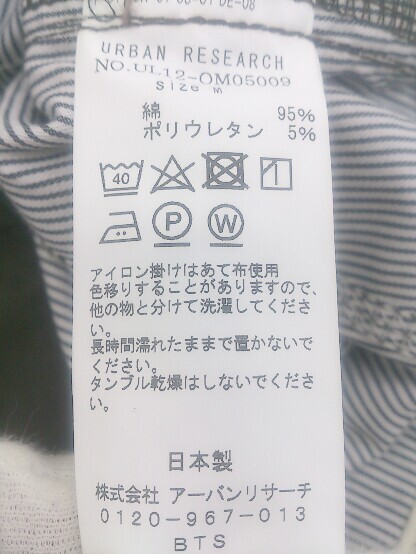 URBAN RESEARCH
NO.UL12-OM05009
Size M
綿 95%
ポリウレタン 5%
40
P W
アイロン掛けはあて布使用
色移りすることがありますので、
他の物と分けて洗濯してくださ
い。
長時間濡れたままで置かないで
ください。
タンブル乾燥はしないでくださ
い。
日本製
株式会社 アーバンリサーチ
0120-967-013
BTS